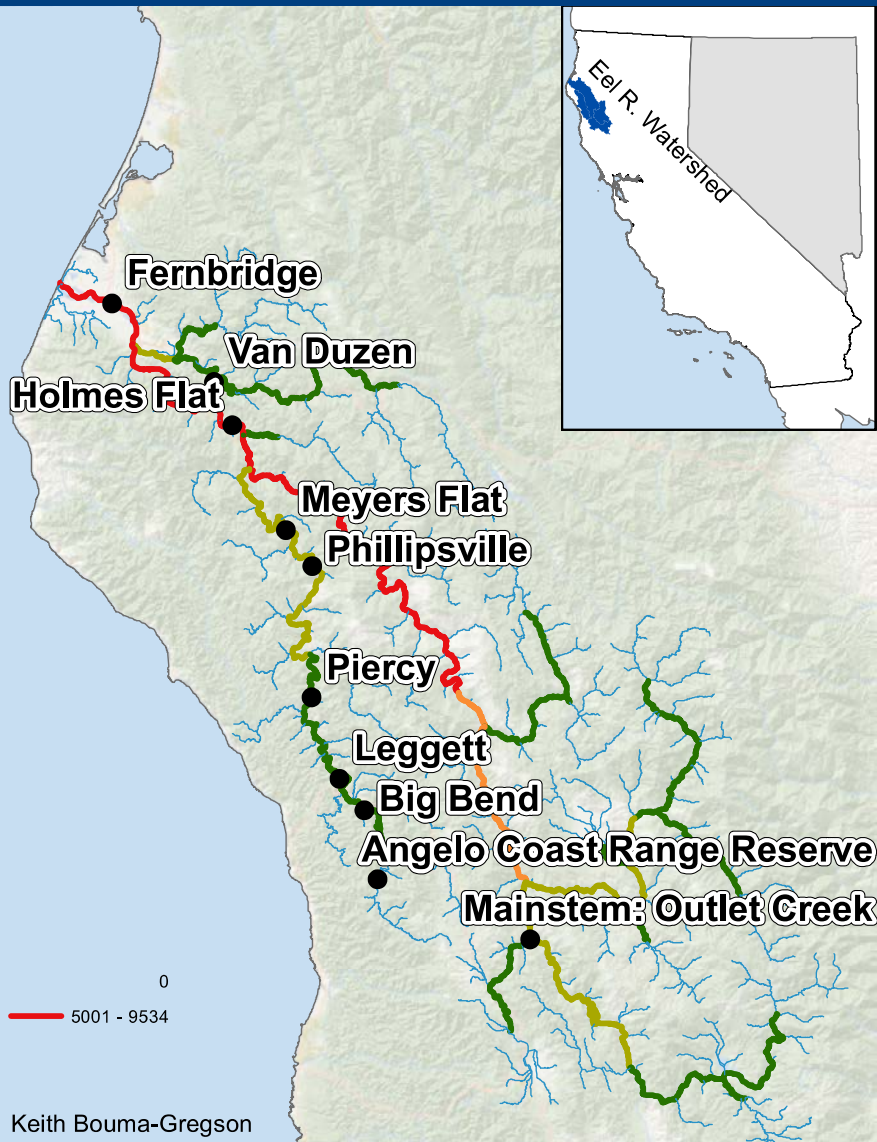 Eel R. Watershed
Fernbridge
Van Duzen
Holmes Flat
Meyers Flat
Phillipsville
Piercy
Leggett
Big Bend
Angelo Coast Range Reserve
Mainstem: Outlet Creek
0
5001 - 9534
Keith Bouma-Gregson